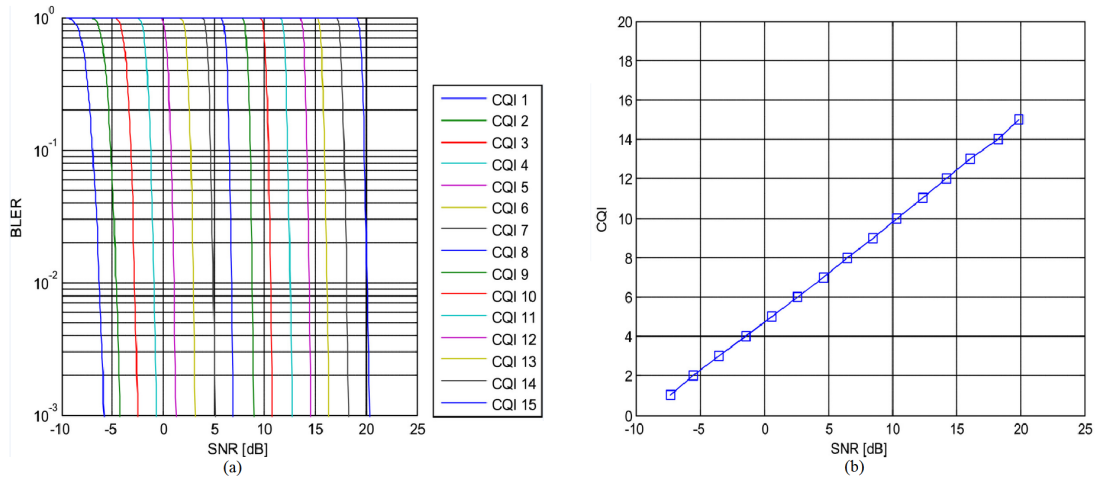 10^0
10^-1
10^-2
10^-3
BLER
-10 -5 0 5 10 15 20 25
SNR [dB]
(a)
CQI 1
CQI 2
CQI 3
CQI 4
CQI 5
CQI 6
CQI 7
CQI 8
CQI 9
CQI 10
CQI 11
CQI 12
CQI 13
CQI 14
CQI 15
20
18
16
14
12
10
8
6
4
2
0
CQI
-10 -5 0 5 10 15 20 25
SNR [dB]
(b)